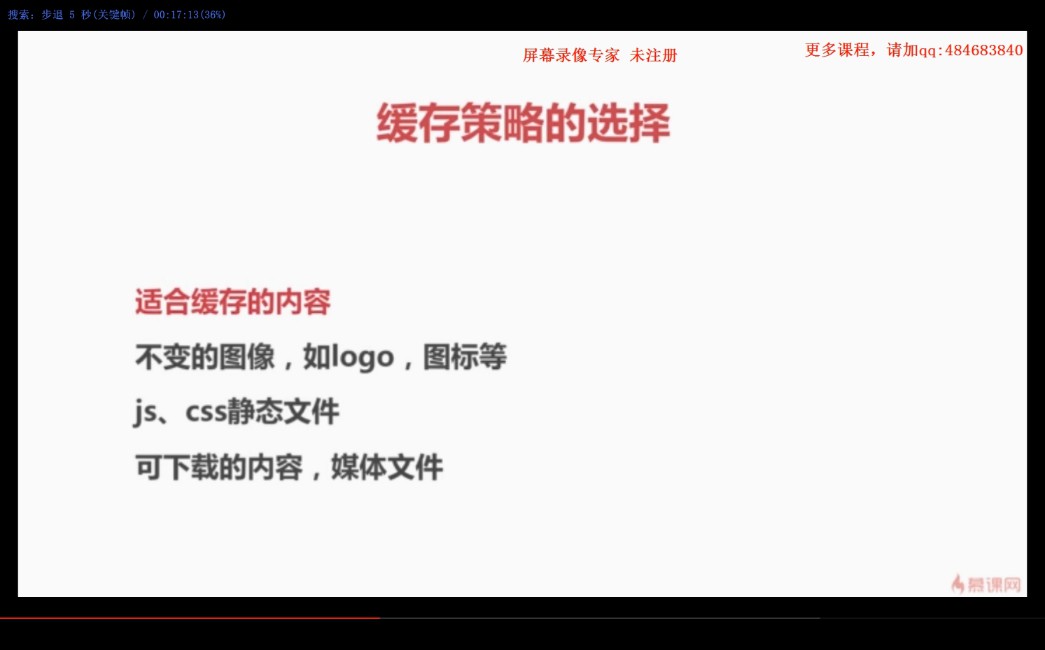 搜索: 步退 5 秒(关键帧) / 00:17:13(36%)
屏幕录像专家 未注册
更多课程，请加qq:484683840
缓存策略的选择
适合缓存的内容
不变的图像，如logo，图标等
js、css静态文件
可下载的内容，媒体文件
慕课网